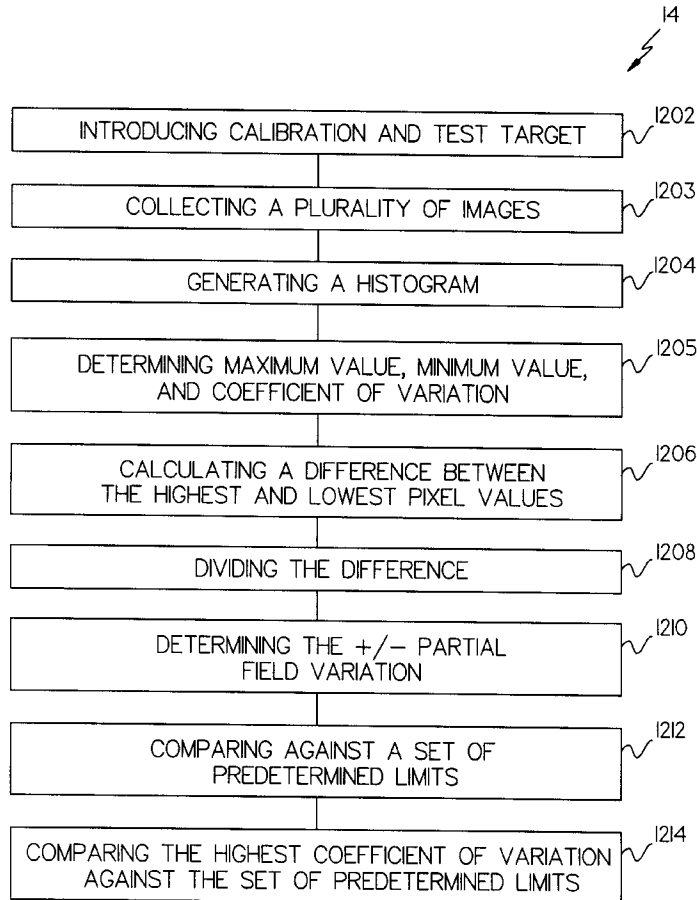 14
1202
INTRODUCING CALIBRATION AND TEST TARGET
1203
COLLECTING A PLURALITY OF IMAGES
1204
GENERATING A HISTOGRAM
1205
DETERMINING MAXIMUM VALUE, MINIMUM VALUE,
AND COEFFICIENT OF VARIATION
1206
CALCULATING A DIFFERENCE BETWEEN
THE HIGHEST AND LOWEST PIXEL VALUES
1208
DIVIDING THE DIFFERENCE
1210
DETERMINING THE +/- PARTIAL
FIELD VARIATION
1212
COMPARING AGAINST A SET OF
PREDETERMINED LIMITS
1214
COMPARING THE HIGHEST COEFFICIENT OF VARIATION
AGAINST THE SET OF PREDETERMINED LIMITS